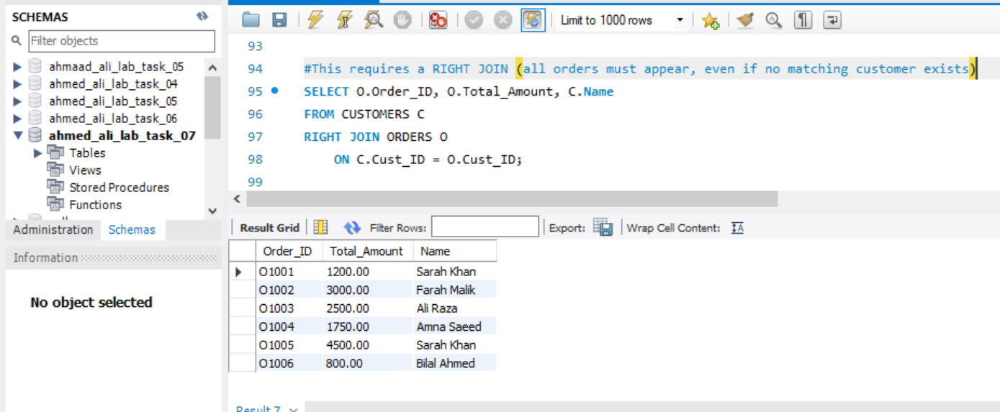 SCHEMAS
Filter objects
ahmaad_ali_lab_task_05
ahmed_ali_lab_task_04
ahmed_ali_lab_task_05
ahmed_ali_lab_task_06
ahmed_ali_lab_task_07
Tables
Views
Stored Procedures
Functions
Administration Schemas
Information
No object selected
Limit to 1000 rows
93
94 #This requires a RIGHT JOIN (all orders must appear, even if no matching customer exists)
95 SELECT O.Order_ID, O.Total_Amount, C.Name
96 FROM CUSTOMERS C
97 RIGHT JOIN ORDERS O
98 ON C.Cust_ID = O.Cust_ID;
99
Result Grid Filter Rows: Export: Wrap Cell Content: IA
Order_ID Total_Amount Name
O1001 1200.00 Sarah Khan
O1002 3000.00 Farah Malik
O1003 2500.00 Ali Raza
O1004 1750.00 Amna Saeed
O1005 4500.00 Sarah Khan
O1006 800.00 Bilal Ahmed
Result 7